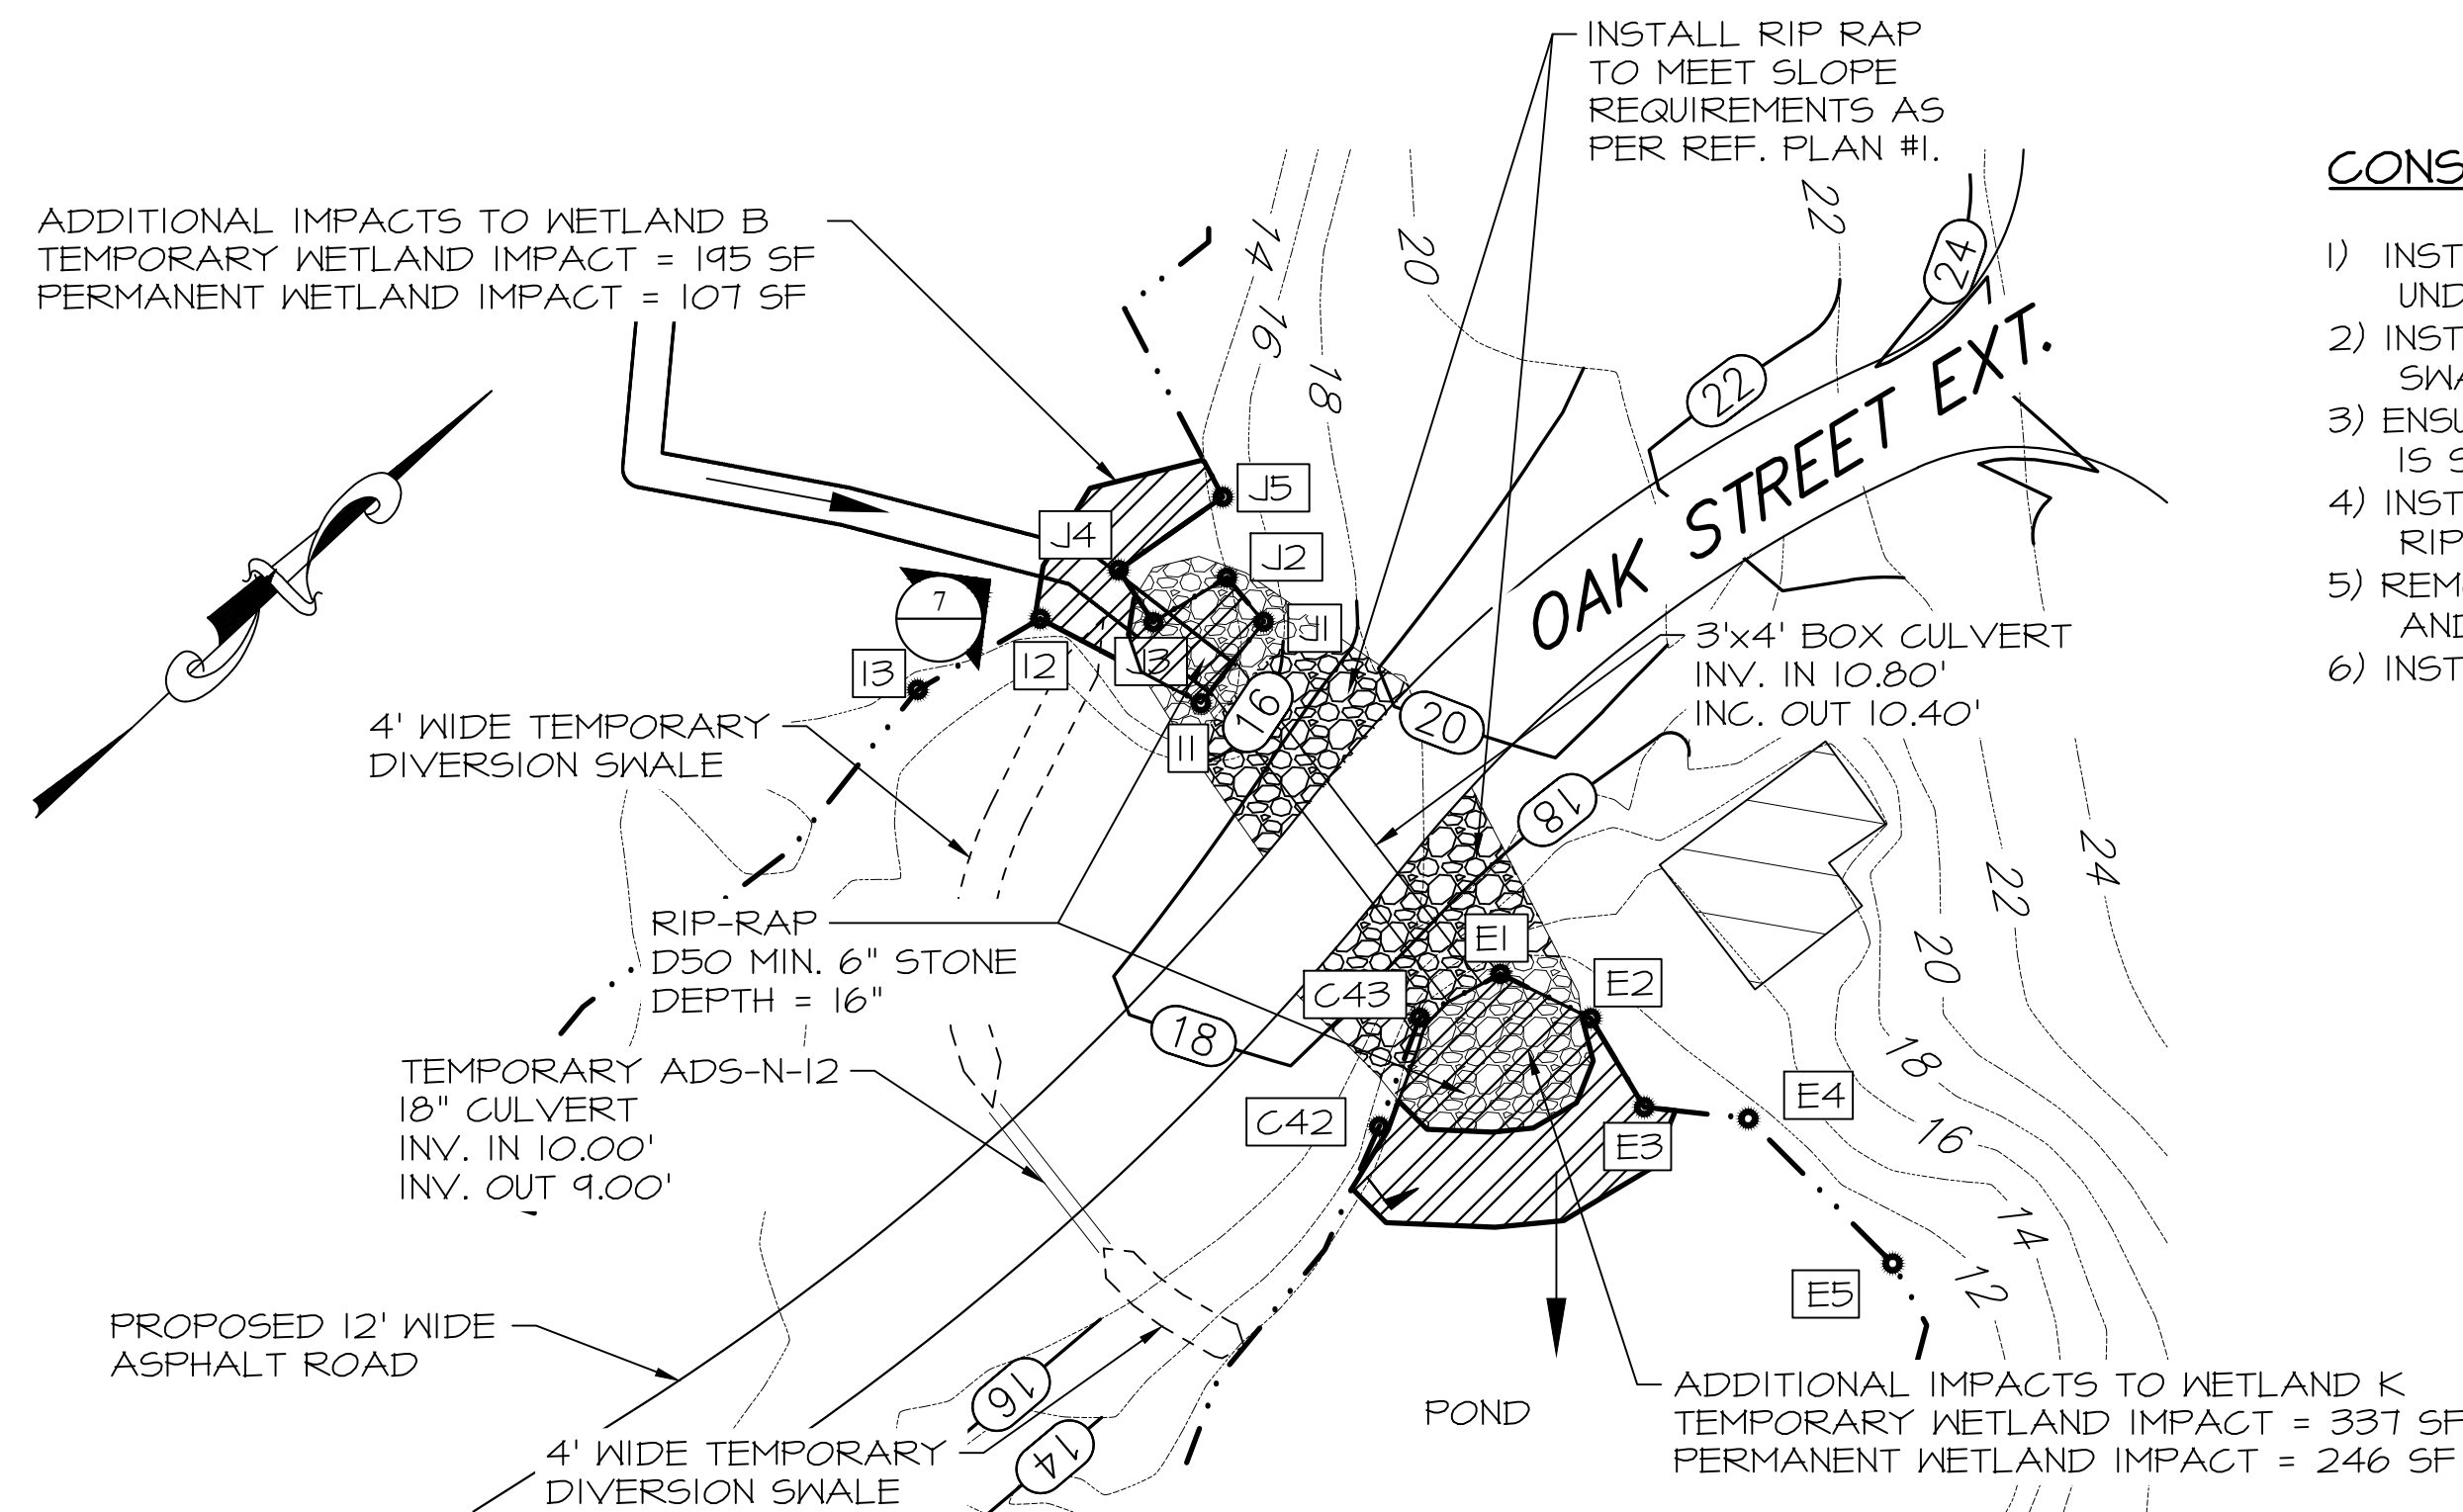 INSTALL RIP RAP
TO MEET SLOPE
REQUIREMENTS AS
PER REF. PLAN #1.
ADDITIONAL IMPACTS TO WETLAND B
TEMPORARY WETLAND IMPACT = 195 SF
PERMANENT WETLAND IMPACT = 107 SF
CONS
1) INST
UND
2) INST
SWA
3) ENSU
IS S
4) INST
RIP
5) REM
AND
6) INST
14
16
18
20
22
24
22
OAK STREET EXT.
J5
J4
J2
J1
J3
7
I3
I2
I1
16
20
18
3'x4' BOX CULVERT
INV. IN 10.80'
INC. OUT 10.40'
4' WIDE TEMPORARY
DIVERSION SWALE
RIP-RAP
D50 MIN. 6" STONE
DEPTH = 16"
E1
C43
E2
18
22
24
20
18
16
14
12
TEMPORARY ADS-N-12
18" CULVERT
INV. IN 10.00'
INV. OUT 9.00'
C42
E3
E4
E5
PROPOSED 12' WIDE
ASPHALT ROAD
16
14
4' WIDE TEMPORARY
DIVERSION SWALE
POND
ADDITIONAL IMPACTS TO WETLAND K
TEMPORARY WETLAND IMPACT = 337 SF
PERMANENT WETLAND IMPACT = 246 SF